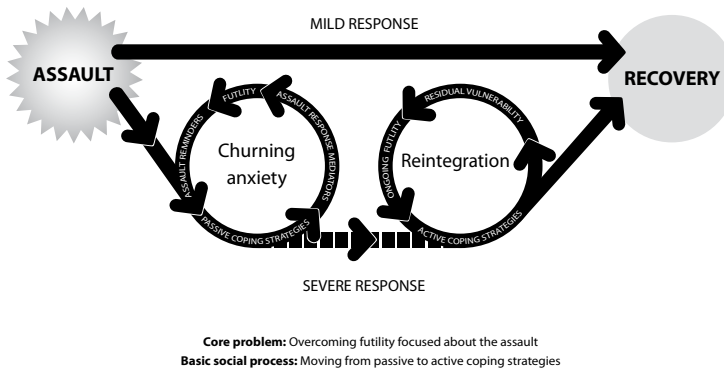 MILD RESPONSE
ASSAULT
RECOVERY
FUTLITY
ASSAULT RESPONSE MEDIATORS
ASSAULT REMINDERS
PASSIVE COPING STRATEGIES
Churning
anxiety
RESIDUAL VULNERABILITY
ONGOING FUTLITY
ACTIVE COPING STRATEGIES
Reintegration
SEVERE RESPONSE
Core problem: Overcoming futility focused about the assault
Basic social process: Moving from passive to active coping strategies